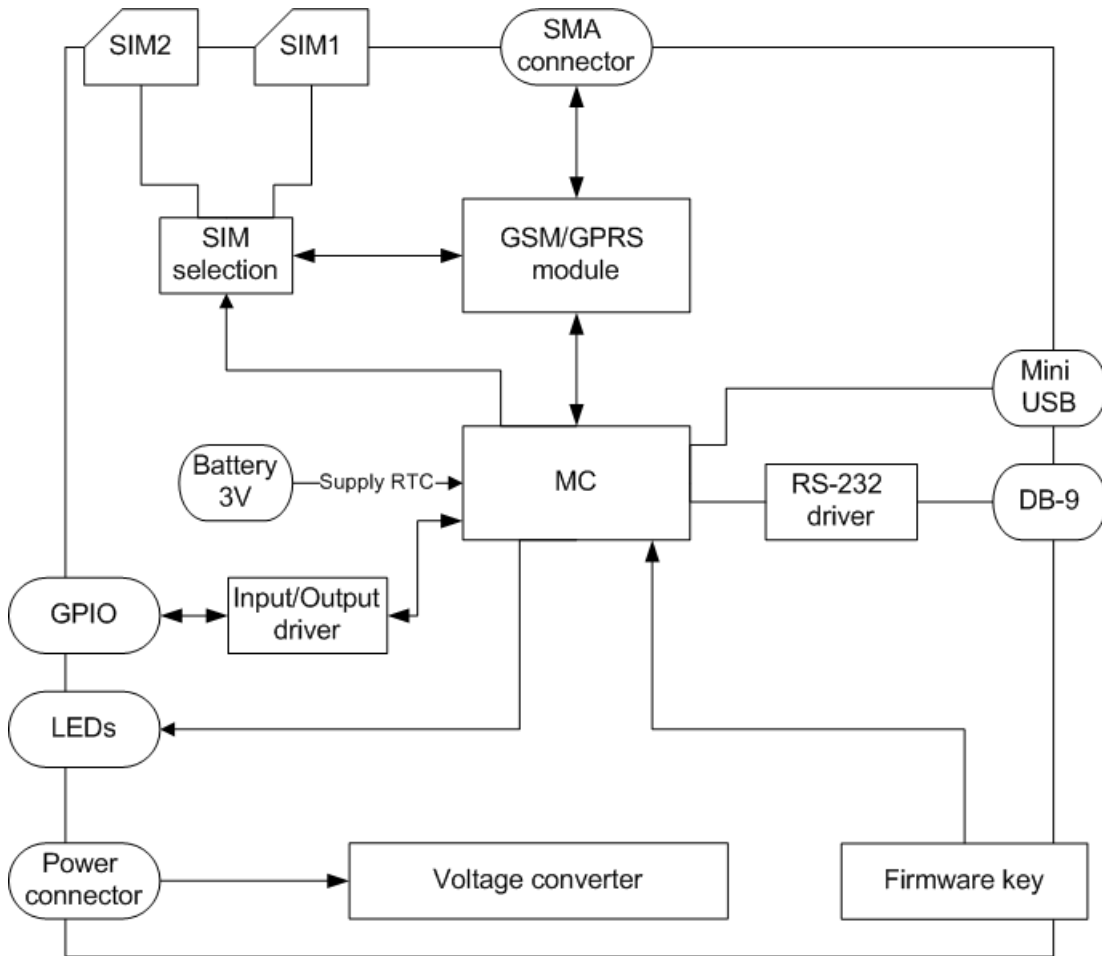 SIM2
SIM1
SMA
connector
SIM
selection
GSM/GPRS
module
Mini
USB
Battery
3V
Supply RTC
MC
RS-232
driver
DB-9
GPIO
Input/Output
driver
LEDs
Power
connector
Voltage converter
Firmware key